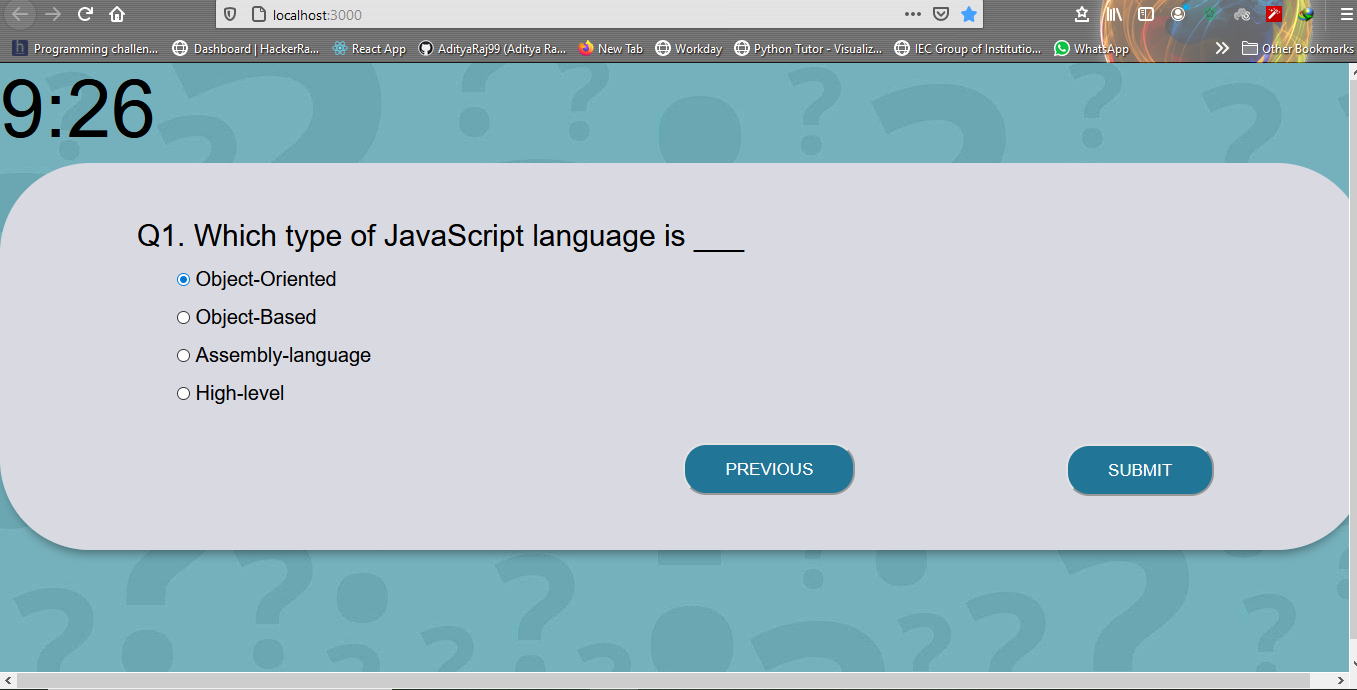 localhost:3000
Programming challen... Dashboard | HackerRa... React App AdityaRaj99 (Aditya Ra... New Tab Workday Python Tutor - Visualiz... IEC Group of Institutio... WhatsApp Other Bookmarks
9:26
Q1. Which type of JavaScript language is ___
Object-Oriented
Object-Based
Assembly-language
High-level
PREVIOUS SUBMIT